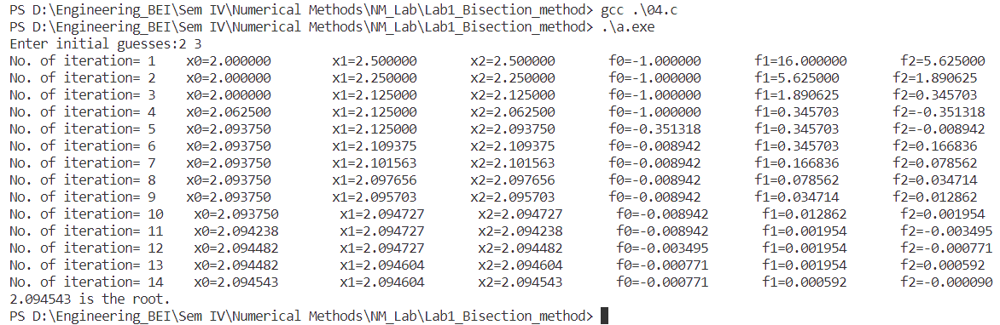 PS D:\Engineering_BEI\Sem IV\Numerical Methods\NM_Lab\Lab1_Bisection_method> gcc .\04.c
PS D:\Engineering_BEI\Sem IV\Numerical Methods\NM_Lab\Lab1_Bisection_method> .\a.exe
Enter initial guesses:2 3
No. of iteration= 1 x0=2.000000 x1=2.500000 x2=2.500000 f0=-1.000000 f1=16.000000 f2=5.625000
No. of iteration= 2 x0=2.000000 x1=2.250000 x2=2.250000 f0=-1.000000 f1=5.625000 f2=1.890625
No. of iteration= 3 x0=2.000000 x1=2.125000 x2=2.125000 f0=-1.000000 f1=1.890625 f2=0.345703
No. of iteration= 4 x0=2.062500 x1=2.125000 x2=2.062500 f0=-1.000000 f1=0.345703 f2=-0.351318
No. of iteration= 5 x0=2.093750 x1=2.125000 x2=2.093750 f0=-0.351318 f1=0.345703 f2=-0.008942
No. of iteration= 6 x0=2.093750 x1=2.109375 x2=2.109375 f0=-0.008942 f1=0.345703 f2=0.166836
No. of iteration= 7 x0=2.093750 x1=2.101563 x2=2.101563 f0=-0.008942 f1=0.166836 f2=0.078562
No. of iteration= 8 x0=2.093750 x1=2.097656 x2=2.097656 f0=-0.008942 f1=0.078562 f2=0.034714
No. of iteration= 9 x0=2.093750 x1=2.095703 x2=2.095703 f0=-0.008942 f1=0.034714 f2=0.012862
No. of iteration= 10 x0=2.093750 x1=2.094727 x2=2.094727 f0=-0.008942 f1=0.012862 f2=0.001954
No. of iteration= 11 x0=2.094238 x1=2.094727 x2=2.094238 f0=-0.008942 f1=0.001954 f2=-0.003495
No. of iteration= 12 x0=2.094482 x1=2.094727 x2=2.094482 f0=-0.003495 f1=0.001954 f2=-0.000771
No. of iteration= 13 x0=2.094482 x1=2.094604 x2=2.094604 f0=-0.000771 f1=0.001954 f2=0.000592
No. of iteration= 14 x0=2.094543 x1=2.094604 x2=2.094543 f0=-0.000771 f1=0.000592 f2=-0.000090
2.094543 is the root.
PS D:\Engineering_BEI\Sem IV\Numerical Methods\NM_Lab\Lab1_Bisection_method>